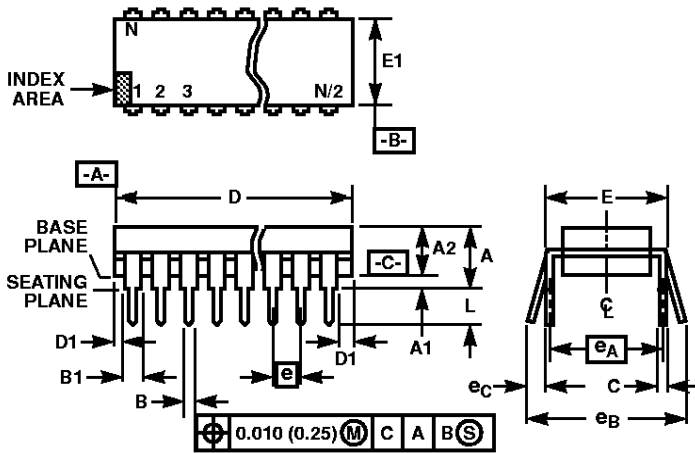 N
INDEX
AREA
1 2 3 N/2
E1
-B-
-A-
D
E
BASE
PLANE
A2
A
-C-
SEATING
PLANE
L
C
L
D1
A1
D1
eA
B1
e
eC
C
B
eB
0.010 (0.25) M C A B S